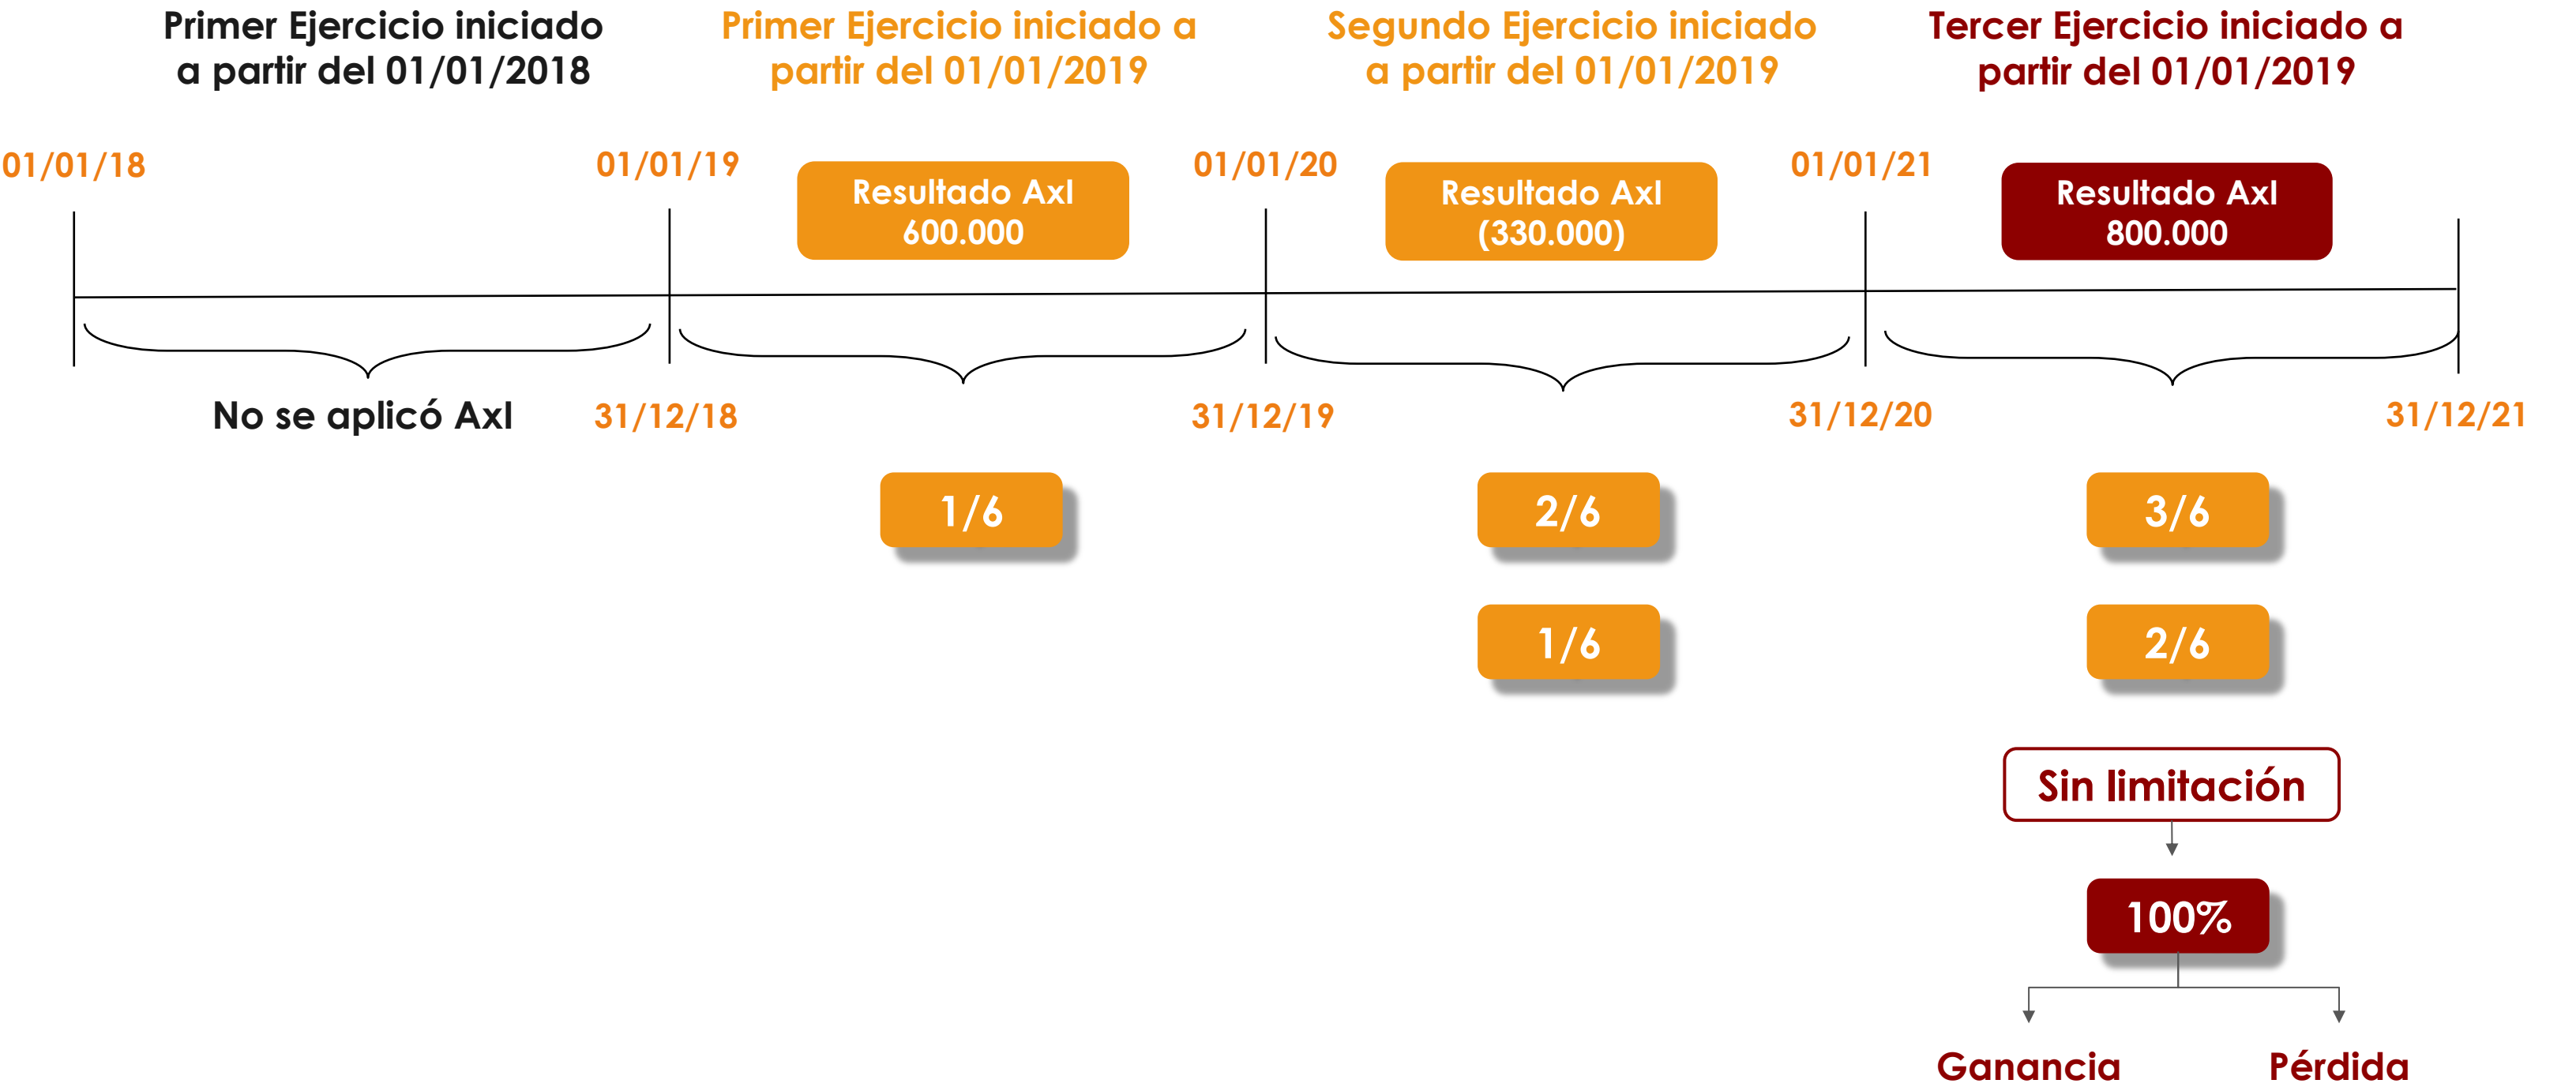 Primer Ejercicio iniciado
a partir del 01/01/2018
Primer Ejercicio iniciado a
partir del 01/01/2019
Segundo Ejercicio iniciado
a partir del 01/01/2019
Tercer Ejercicio iniciado a
partir del 01/01/2019
01/01/18
01/01/19
Resultado AxI
600.000
01/01/20
Resultado AxI
(330.000)
01/01/21
Resultado AxI
800.000
No se aplicó AxI
31/12/18
31/12/19
31/12/20
31/12/21
1/6
2/6
3/6
1/6
2/6
Sin limitación
100%
Ganancia
Pérdida